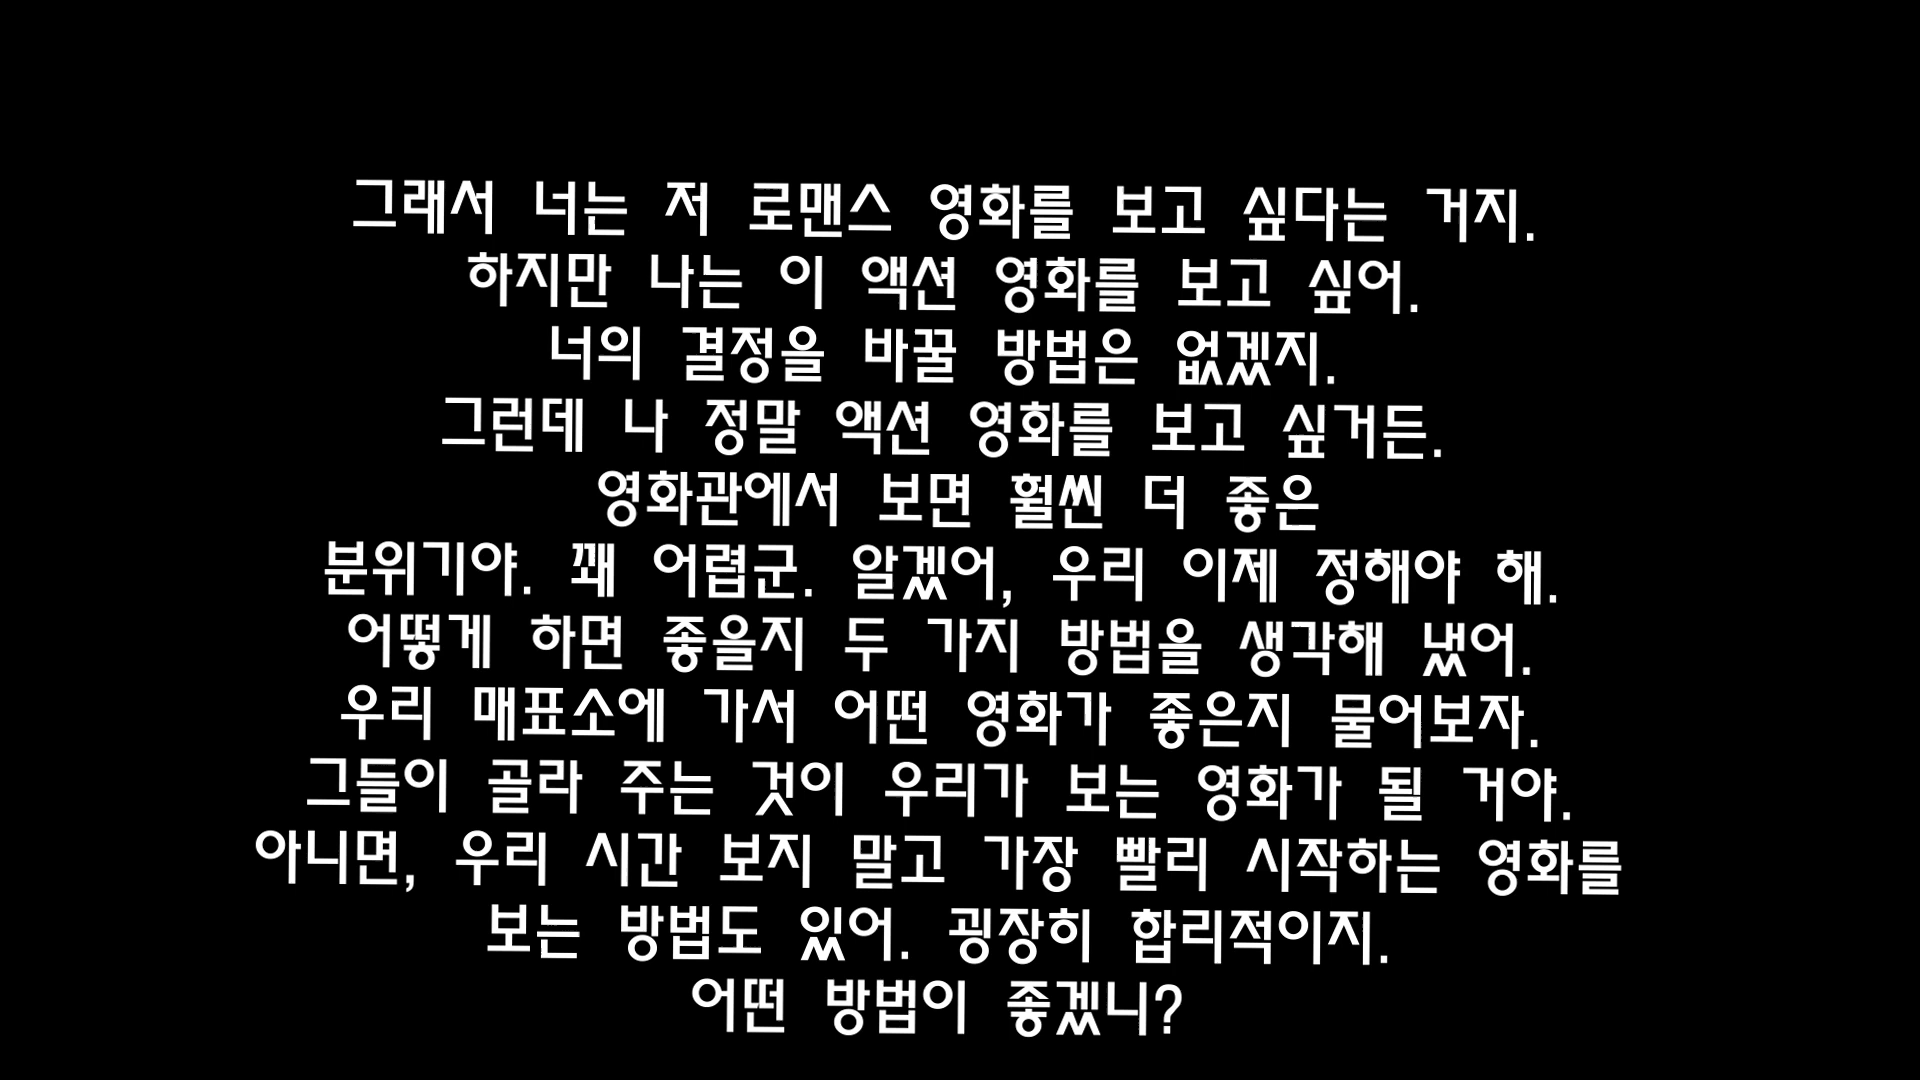 그래서 너는 저 로맨스 영화를 보고 싶다는 거지.
하지만 나는 이 액션 영화를 보고 싶어.
너의 결정을 바꿀 방법은 없겠지.
그런데 나 정말 액션 영화를 보고 싶거든.
영화관에서 보면 훨씬 더 좋은
분위기야. 꽤 어렵군. 알겠어, 우리 이제 정해야 해.
어떻게 하면 좋을지 두 가지 방법을 생각해 냈어.
우리 매표소에 가서 어떤 영화가 좋은지 물어보자.
그들이 골라 주는 것이 우리가 보는 영화가 될 거야.
아니면, 우리 시간 보지 말고 가장 빨리 시작하는 영화를
보는 방법도 있어. 굉장히 합리적이지.
어떤 방법이 좋겠니?